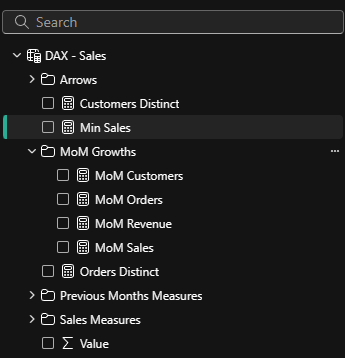 Search
DAX - Sales
Arrows
Customers Distinct
Min Sales
MoM Growths
MoM Customers
MoM Orders
MoM Revenue
MoM Sales
Orders Distinct
Previous Months Measures
Sales Measures
Value